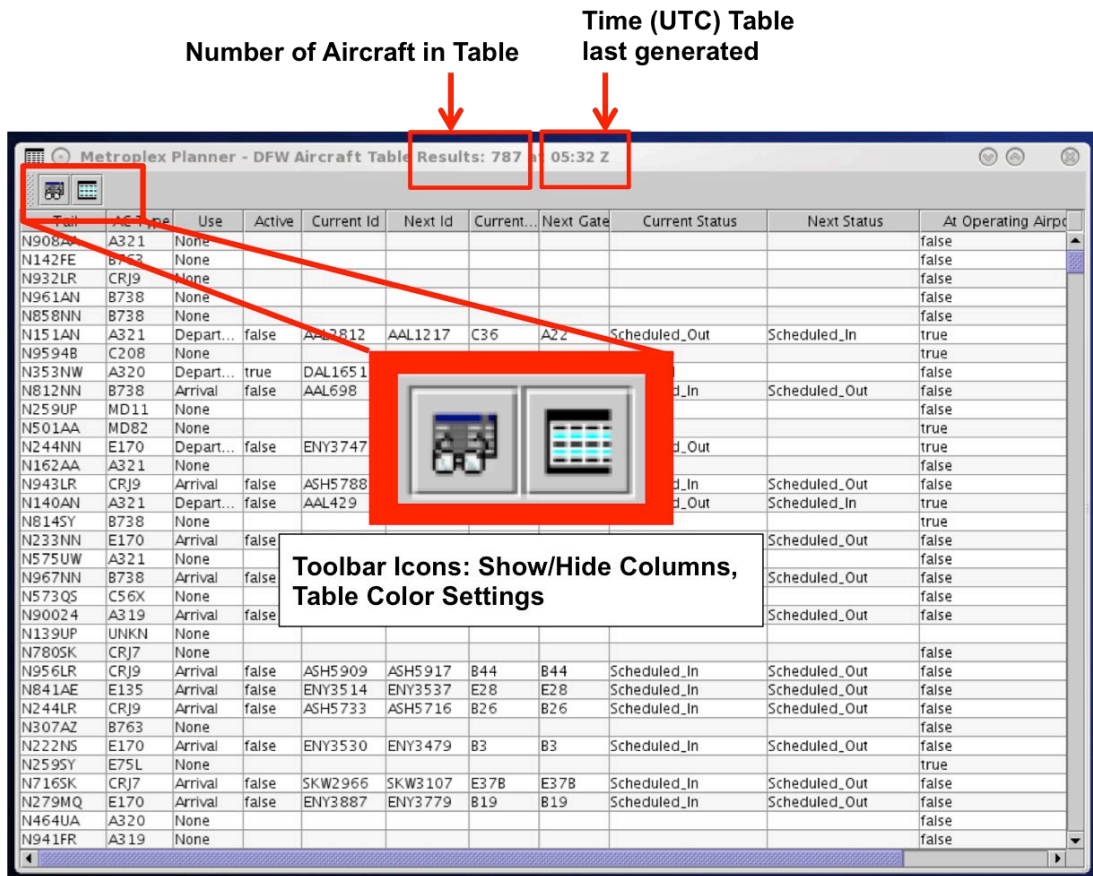 Time (UTC) Table
last generated
Number of Aircraft in Table
Metroplex Planner - DFW Aircraft Table Results: 787 at 05:32 Z
Tail AC Type Use Active Current Id Next Id Current... Next Gate Current Status Next Status At Operating Airpo
N908AA A321 None false
N142FE B763 None false
N932LR CRJ9 None false
N961AN B738 None false
N858NN B738 None false
N151AN A321 Depart... false AAL2812 AAL1217 C36 A22 Scheduled_Out Scheduled_In true
N9594B C208 None true
N353NW A320 Depart... true DAL1651 false
N812NN B738 Arrival false AAL698 d_In Scheduled_Out false
N259UP MD11 None false
N501AA MD82 None true
N244NN E170 Depart... false ENY3747 d_Out true
N162AA A321 None false
N943LR CRJ9 Arrival false ASH5788 d_In Scheduled_Out false
N140AN A321 Depart... false AAL429 d_Out Scheduled_In true
N814SY B738 None true
N233NN E170 Arrival false Scheduled_Out false
N575UW A321 None false
N967NN B738 Arrival false Scheduled_Out false
N573QS C56X None false
N90024 A319 Arrival false Scheduled_Out false
N139UP UNKN None
N780SK CRJ7 None false
Toolbar Icons: Show/Hide Columns,
Table Color Settings
N956LR CRJ9 Arrival false ASH5909 ASH5917 B44 B44 Scheduled_In Scheduled_Out false
N841AE E135 Arrival false ENY3514 ENY3537 E28 E28 Scheduled_In Scheduled_Out false
N244LR CRJ9 Arrival false ASH5733 ASH5716 B26 B26 Scheduled_In Scheduled_Out false
N307AZ B763 None false
N222NS E170 Arrival false ENY3530 ENY3479 B3 B3 Scheduled_In Scheduled_Out false
N259SY E75L None true
N716SK CRJ7 Arrival false SKW2966 SKW3107 E37B E37B Scheduled_In Scheduled_Out false
N279MQ E170 Arrival false ENY3887 ENY3779 B19 B19 Scheduled_In Scheduled_Out false
N464UA A320 None false
N941FR A319 None false